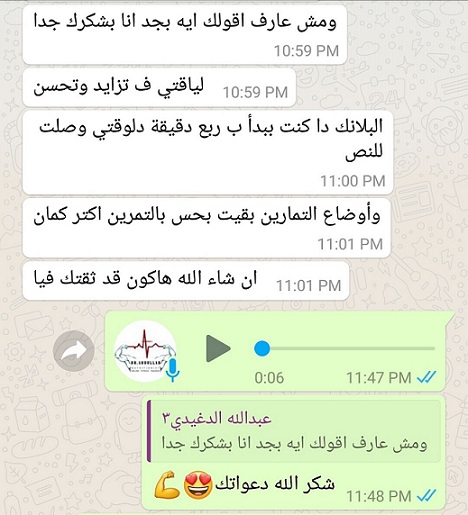 ومش عارف اقولك ايه بجد انا بشكرك جدا
10:59 PM
لياقتي ف تزايد وتحسن
10:59 PM
البلانك دا كنت ببدأ ب ربع دقيقة دلوقتي وصلت
للنص
11:00 PM
وأوضاع التمارين بقيت بحس بالتمرين اكتر كمان
11:01 PM
ان شاء الله هاكون قد ثقتك فيا
11:01 PM
DR.ABDULLAH
0:06
11:47 PM
عبدالله الدغيدي٣
ومش عارف اقولك ايه بجد انا بشكرك جدا
شكر الله دعواتك😍💪
11:48 PM